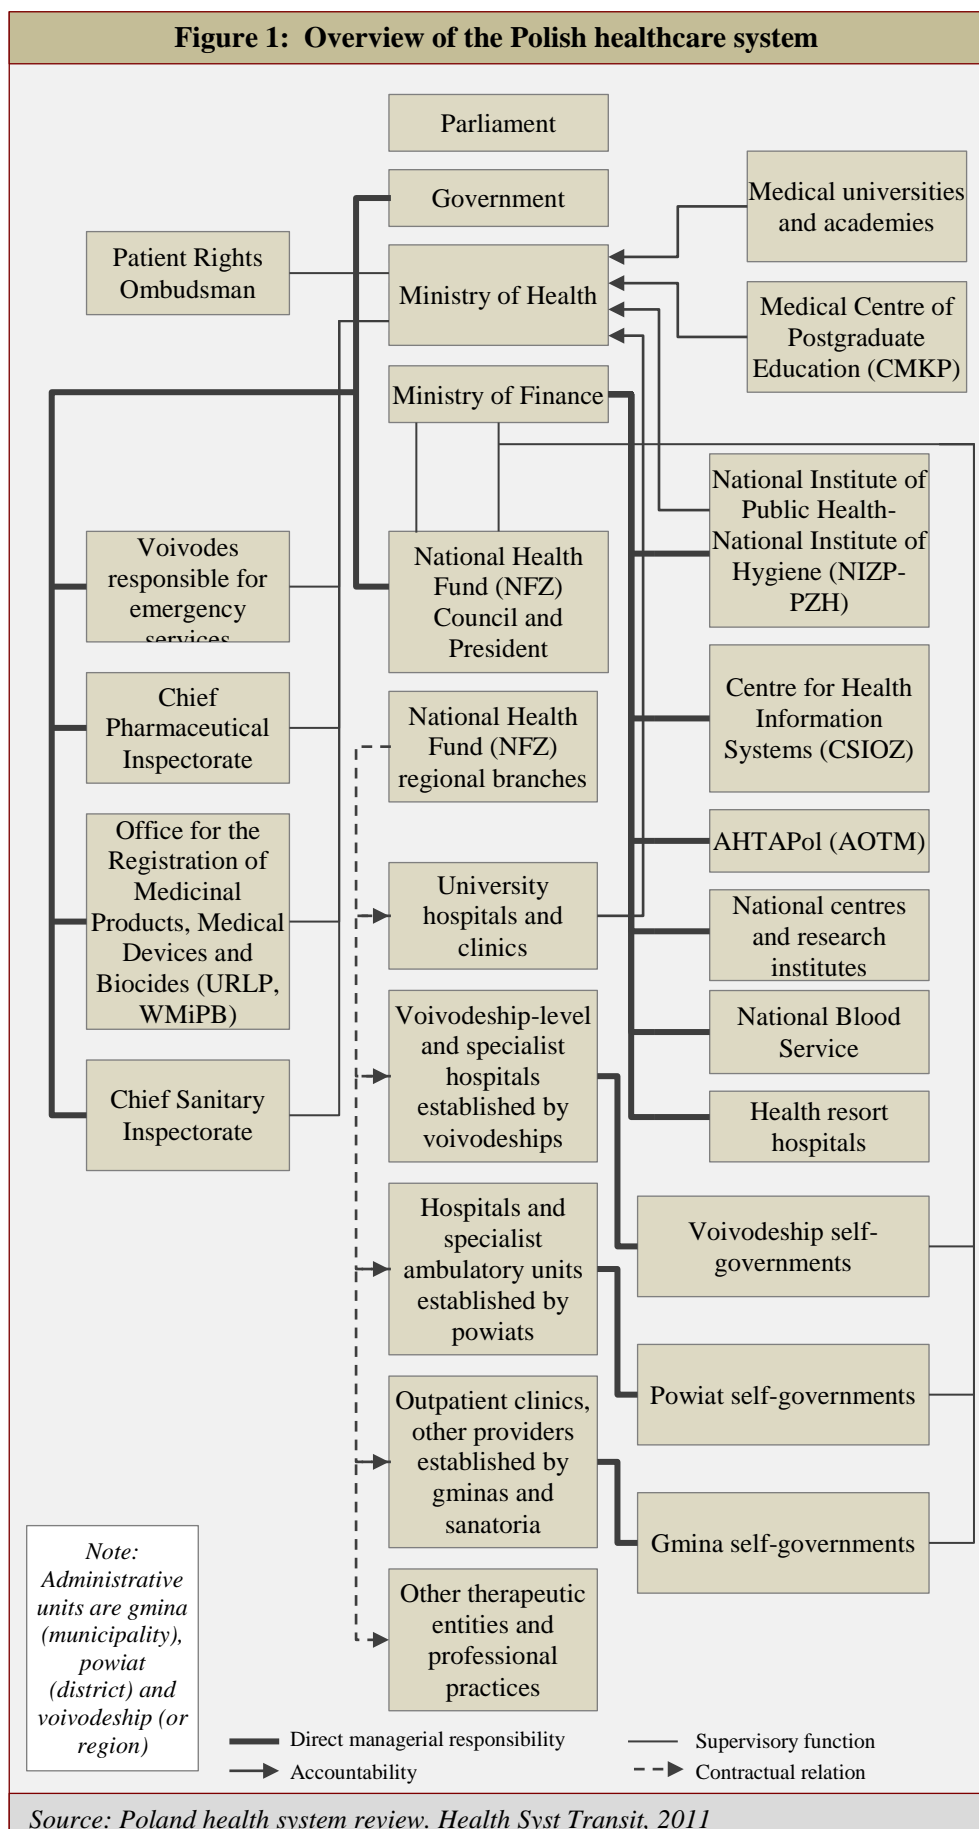 Figure 1:  Overview of the Polish healthcare system
Parliament
Government
Medical universities
and academies
Patient Rights
Ombudsman
Ministry of Health
Medical Centre of
Postgraduate
Education (CMKP)
Ministry of Finance
National Institute of
Public Health-
National Institute of
Hygiene (NIZP-
PZH)
Voivodes
responsible for
emergency
services
National Health
Fund (NFZ)
Council and
President
Chief
Pharmaceutical
Inspectorate
National Health
Fund (NFZ)
regional branches
Centre for Health
Information
Systems (CSIOZ)
Office for the
Registration of
Medicinal
Products, Medical
Devices and
Biocides (URLP,
WMiPB)
AHTAPol (AOTM)
University
hospitals and
clinics
National centres
and research
institutes
Voivodeship-level
and specialist
hospitals
established by
voivodeships
National Blood
Service
Chief Sanitary
Inspectorate
Health resort
hospitals
Hospitals and
specialist
ambulatory units
established by
powiats
Voivodeship self-
governments
Outpatient clinics,
other providers
established by
gminas and
sanatoria
Powiat self-governments
Gmina self-governments
Other therapeutic
entities and
professional
practices
Note:
Administrative
units are gmina
(municipality),
powiat
(district) and
voivodeship (or
region)
Direct managerial responsibility
Supervisory function
Accountability
Contractual relation
Source: Poland health system review. Health Syst Transit, 2011